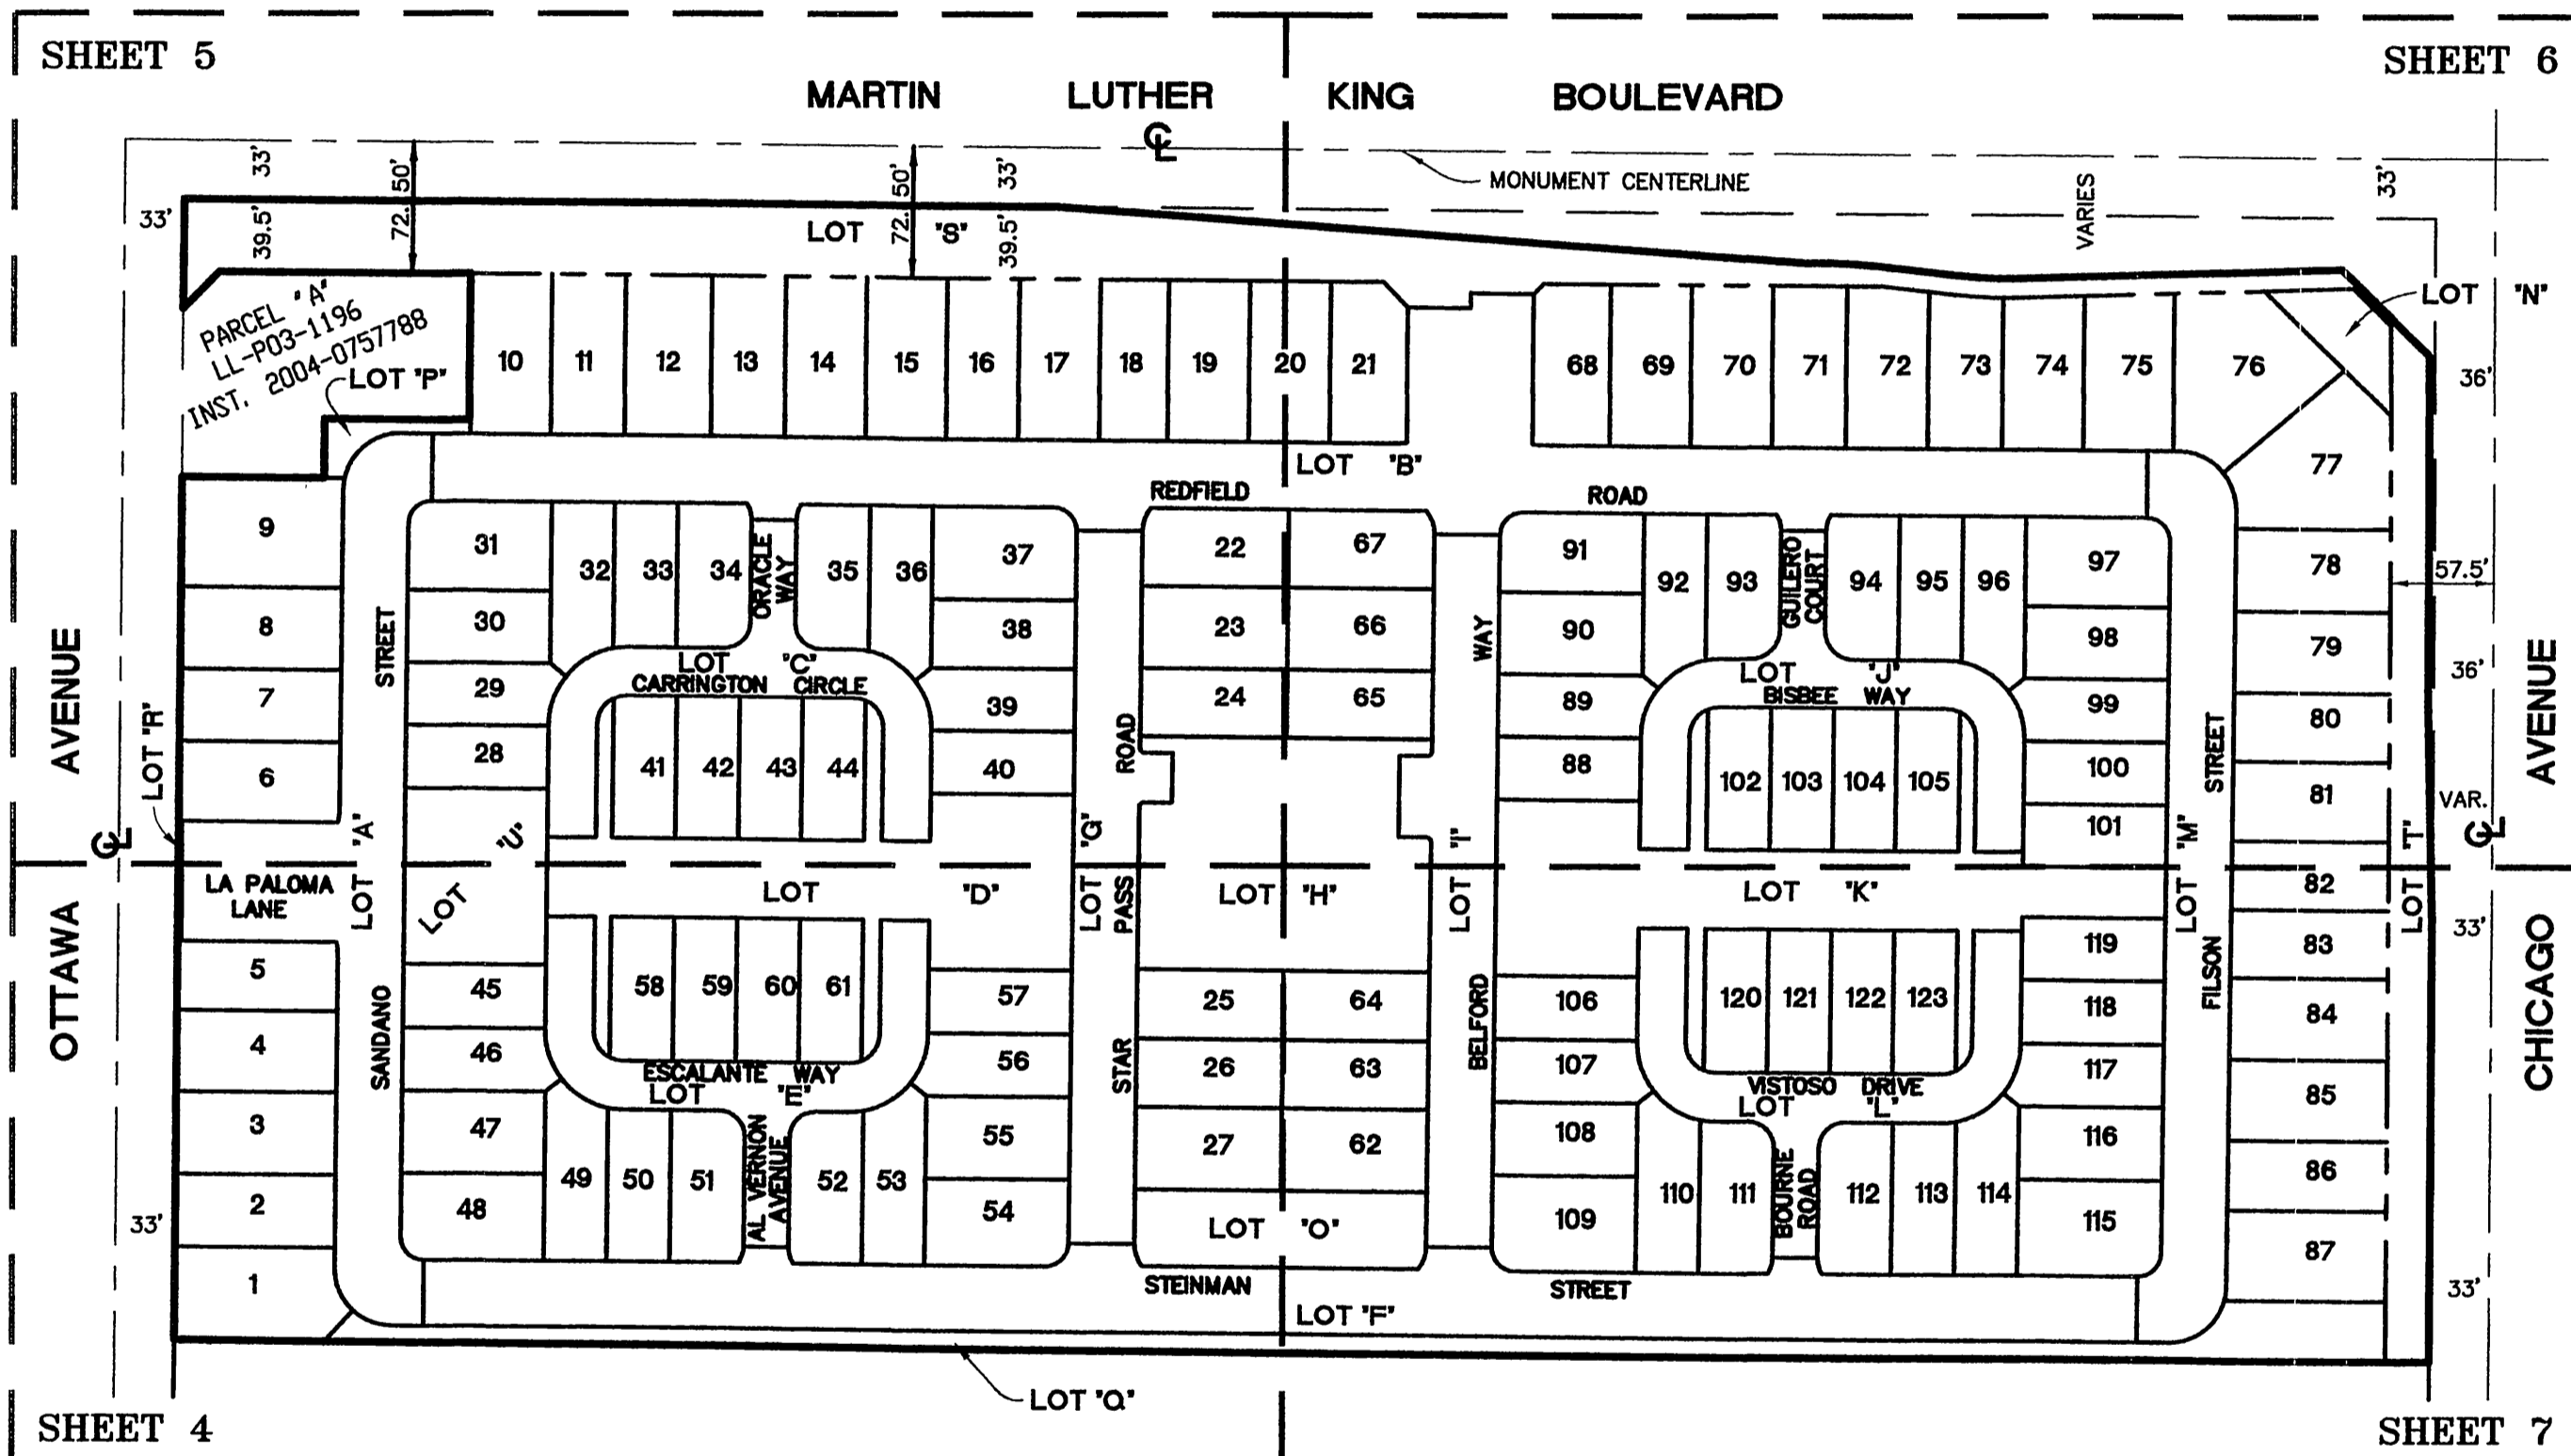 SHEET 5
SHEET 6
MARTIN LUTHER KING BOULEVARD
CL
MONUMENT CENTERLINE
33'
33'
39.5'
72.50'
72.50'
33'
39.5'
LOT "S"
VARIES
33'
PARCEL "A"
LL-P03-1196
INST. 2004-0757788
LOT "P"
LOT "N"
10 11 12 13 14 15 16 17 18 19 20 21
68 69 70 71 72 73 74 75 76
36'
LOT "B"
REDFIELD ROAD
77
9
31 32 33 34
ORACLE WAY
35 36 37
22 67
91 92 93
GUILERO COURT
94 95 96 97
78
57.5'
8
30
38
23 66
90
98
79
36'
AVENUE
STREET
LOT "C"
CARRINGTON CIRCLE
WAY
LOT "J"
BISBEE WAY
AVENUE
7
29
39
24 65
89
99
80
LOT "R"
ROAD
STREET
6
28
41 42 43 44
40
88
102 103 104 105
100
81
VAR.
101
CL
LOT "A"
LOT "U"
LOT "G"
LOT "I"
LOT "M"
LOT "T"
CL
LA PALOMA
LANE
LOT "D"
PASS
LOT "H"
LOT "K"
82
33'
OTTAWA
SANDANO
STAR
BELFORD
FILSON
CHICAGO
5
45
58 59 60 61
57
25 64
106
120 121 122 123
119
118
83
84
4
46
56
26 63
107
117
ESCALANTE WAY
LOT "E"
VISTOSO DRIVE
LOT "L"
85
3
47
55
27 62
108
116
86
2
33'
48 49 50 51
AL VERNON
AVENUE
52 53 54
LOT "O"
109 110 111
BOURNE
ROAD
112 113 114 115
87
1
STEINMAN STREET
33'
LOT "F"
LOT "Q"
SHEET 4
SHEET 7